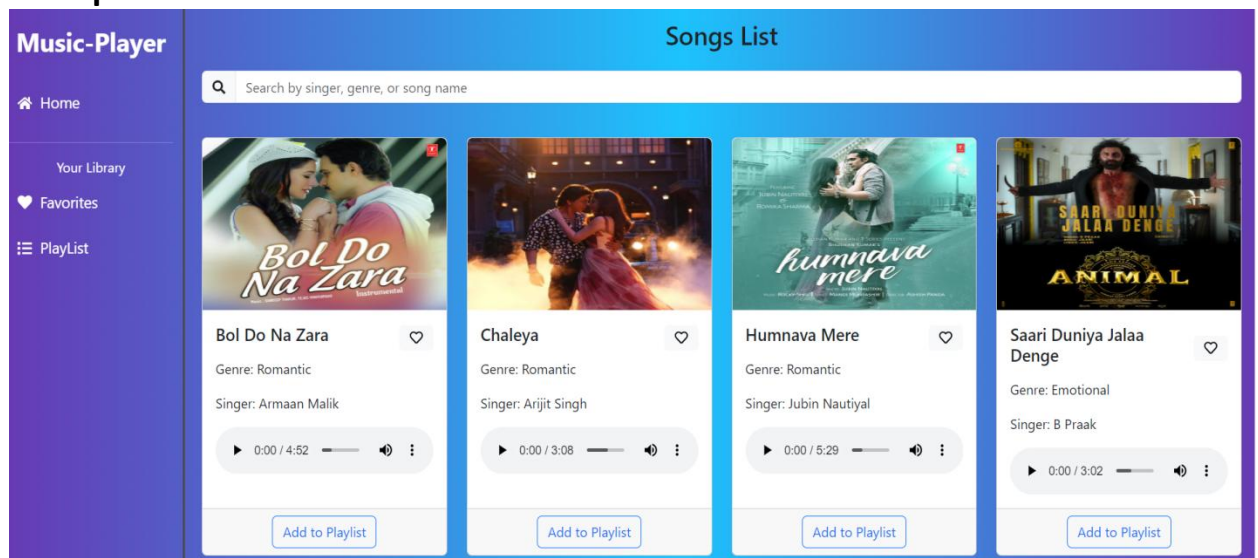 Music-Player
Home
Your Library
Favorites
PlayList
Songs List
Search by singer, genre, or song name
Bol Do
Na Zara
Instrumental
Bol Do Na Zara
Genre: Romantic
Singer: Armaan Malik
0:00 / 4:52
Add to Playlist
Chaleya
Genre: Romantic
Singer: Arijit Singh
0:00 / 3:08
Add to Playlist
humnava
mere
Humnava Mere
Genre: Romantic
Singer: Jubin Nautiyal
0:00 / 5:29
Add to Playlist
SAARI DUNIYA
JALAA DENGE
ANIMAL
Saari Duniya Jalaa
Denge
Genre: Emotional
Singer: B Praak
0:00 / 3:02
Add to Playlist